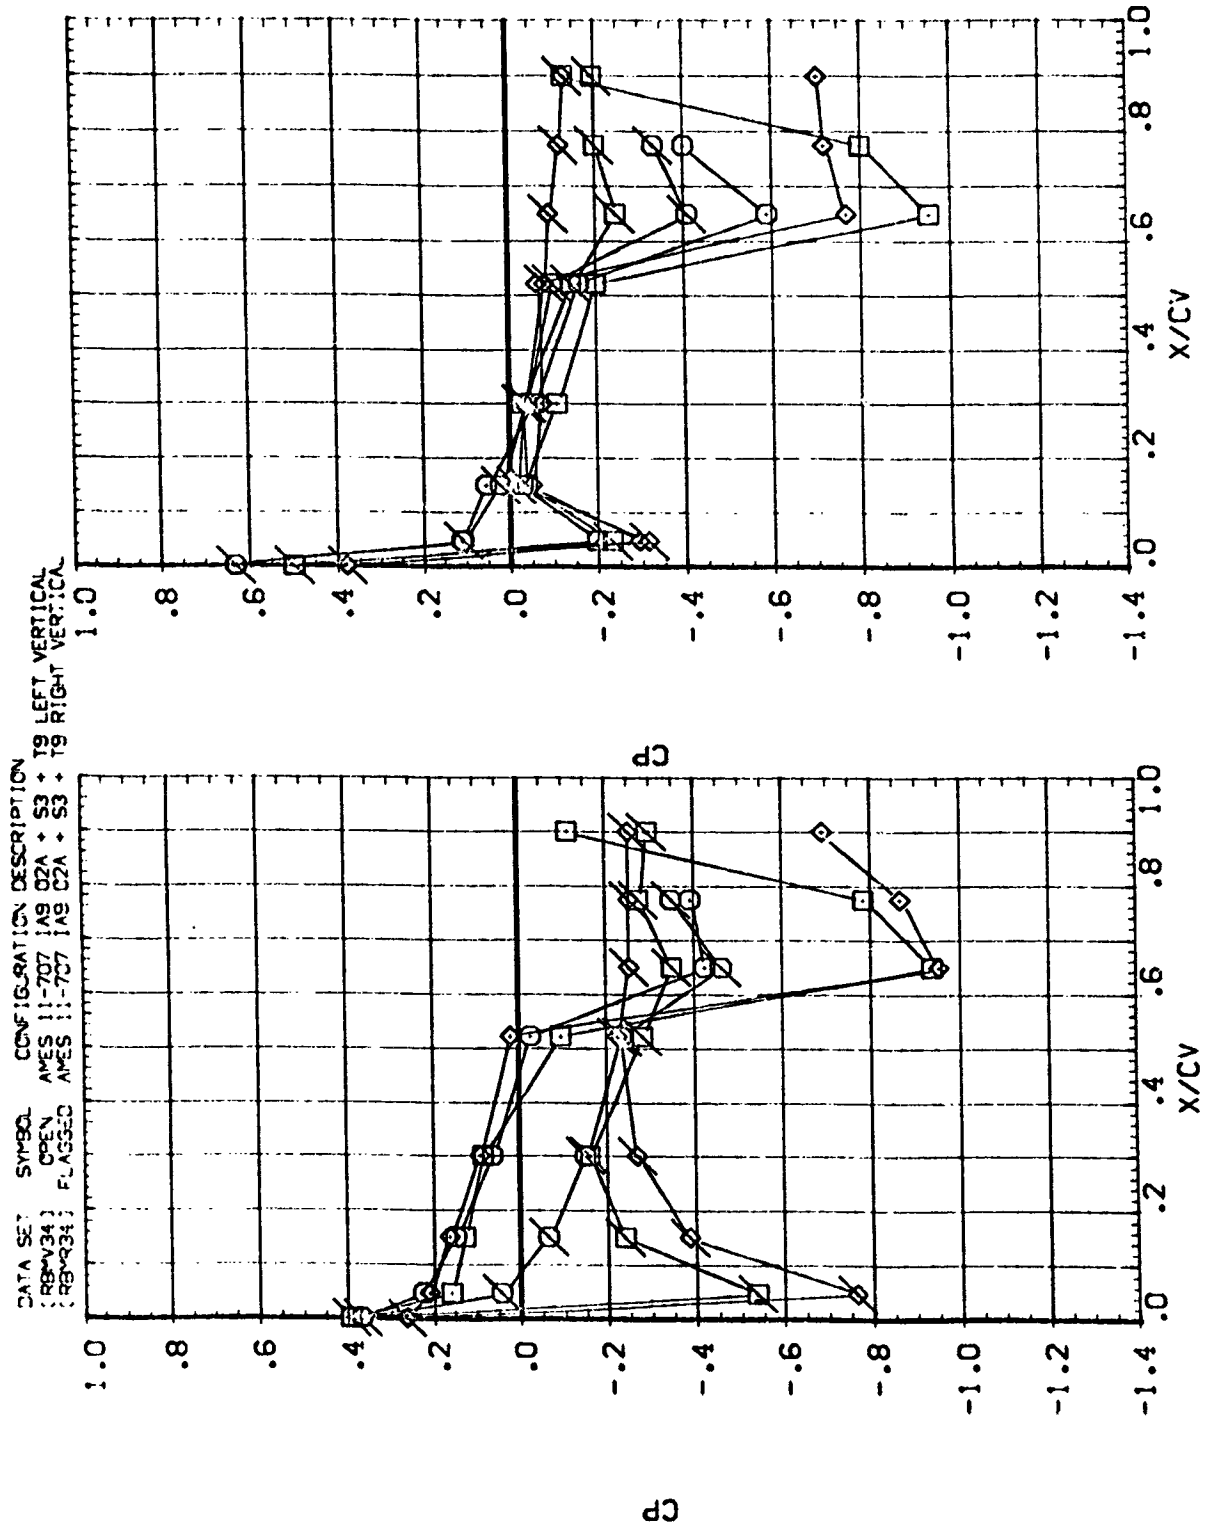 DATA SET SYMBOL CONFIGURATION DESCRIPTION
(RBMV34) OPEN AMES 11-707 IA9 O2A + S3 + T9 LEFT VERTICAL
(RBMR34) FLAGGED AMES 11-707 IA9 O2A + S3 + T9 RIGHT VERTICAL
CP
1.0
.8
.6
.4
.2
.0
-.2
-.4
-.6
-.8
-1.0
-1.2
-1.4
.0 .2 .4 .6 .8 1.0
X/CV
CP
1.0
.8
.6
.4
.2
.0
-.2
-.4
-.6
-.8
-1.0
-1.2
-1.4
.0 .2 .4 .6 .8 1.0
X/CV